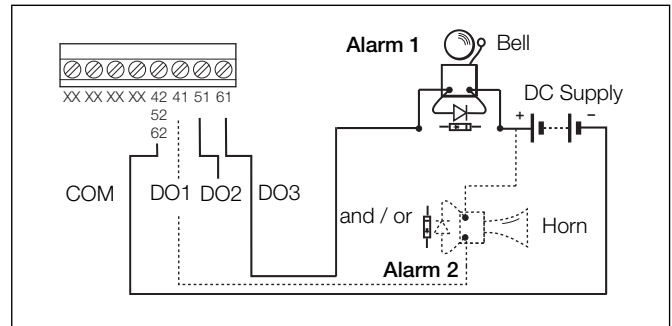 Alarm 1
Bell
XX XX XX XX 42 41 51 61
52
62
DC Supply
+ −
COM DO1 DO2 DO3
and / or
Horn
Alarm 2